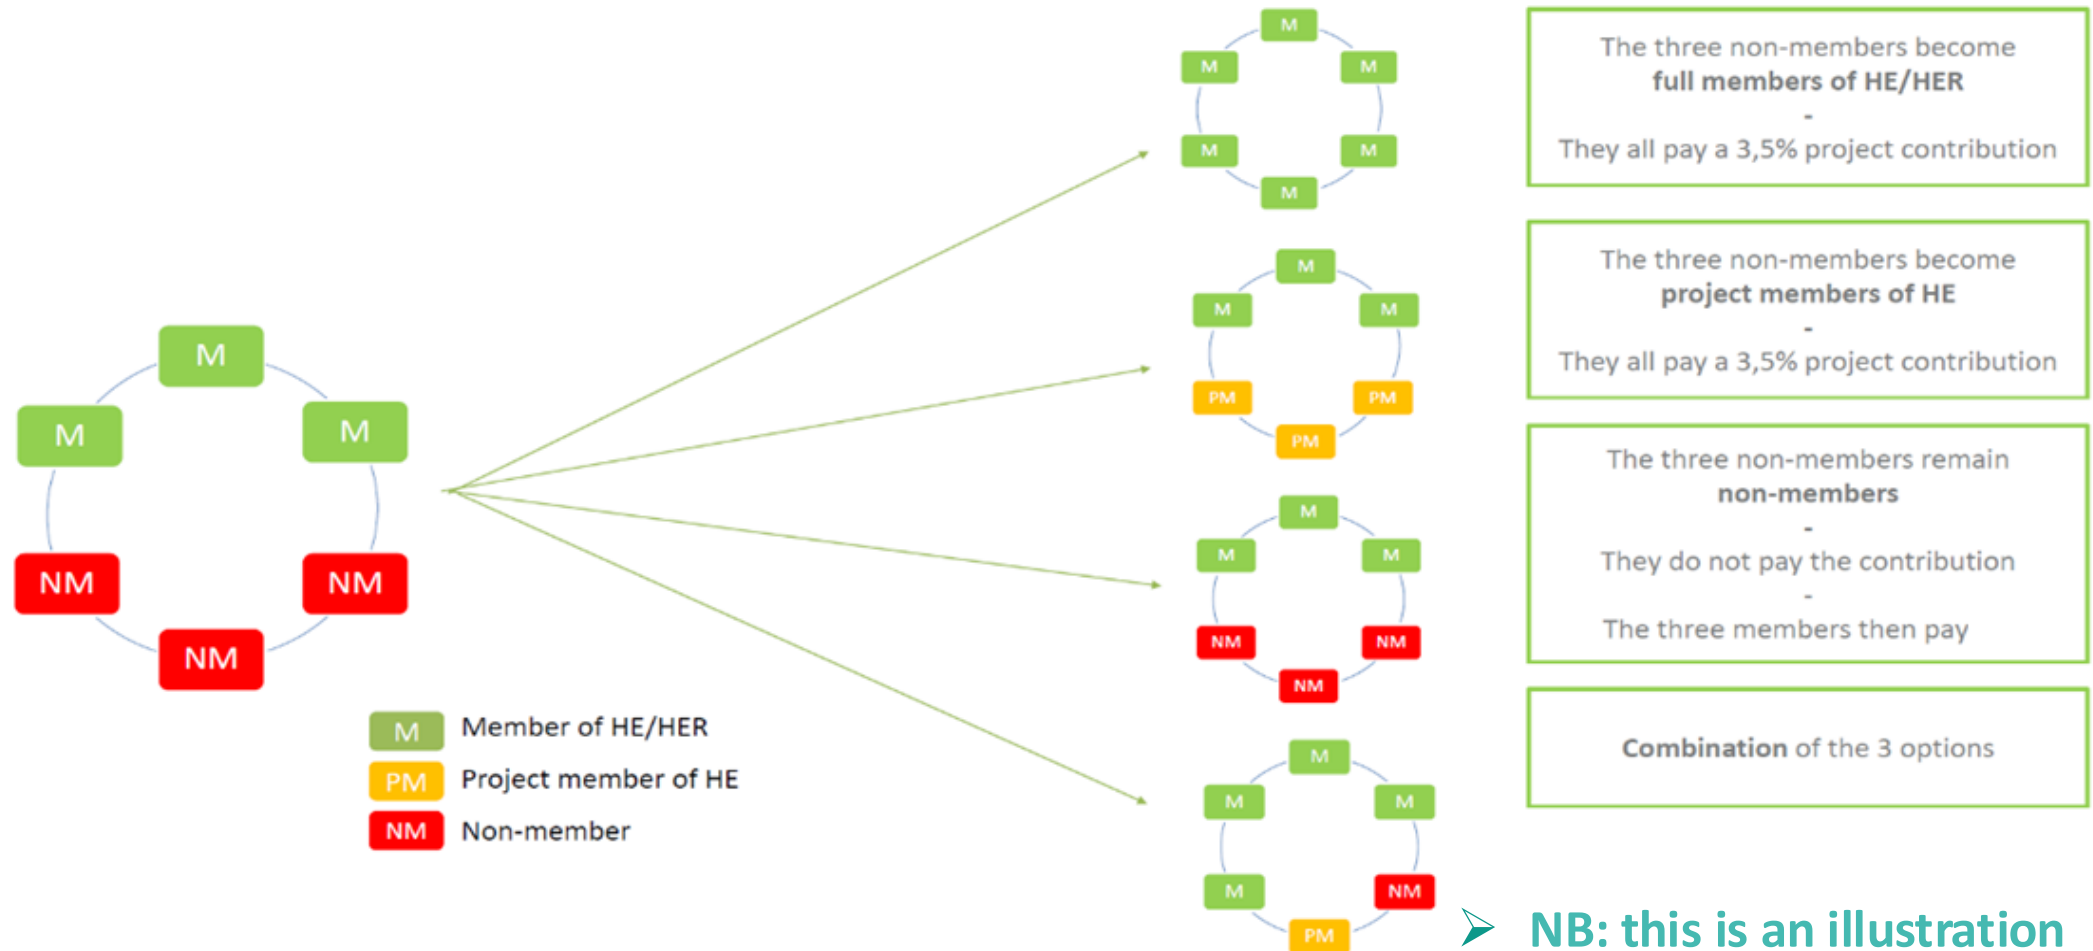 M
M
M
NM
NM
NM
M Member of HE/HER
PM Project member of HE
NM Non-member
M
M
M
M
M
M
The three non-members become
full members of HE/HER
-
They all pay a 3,5% project contribution
M
M
M
PM
PM
PM
The three non-members become
project members of HE
-
They all pay a 3,5% project contribution
M
M
M
NM
NM
NM
The three non-members remain
non-members
-
They do not pay the contribution
-
The three members then pay
M
M
M
M
NM
PM
Combination of the 3 options
➢ NB: this is an illustration